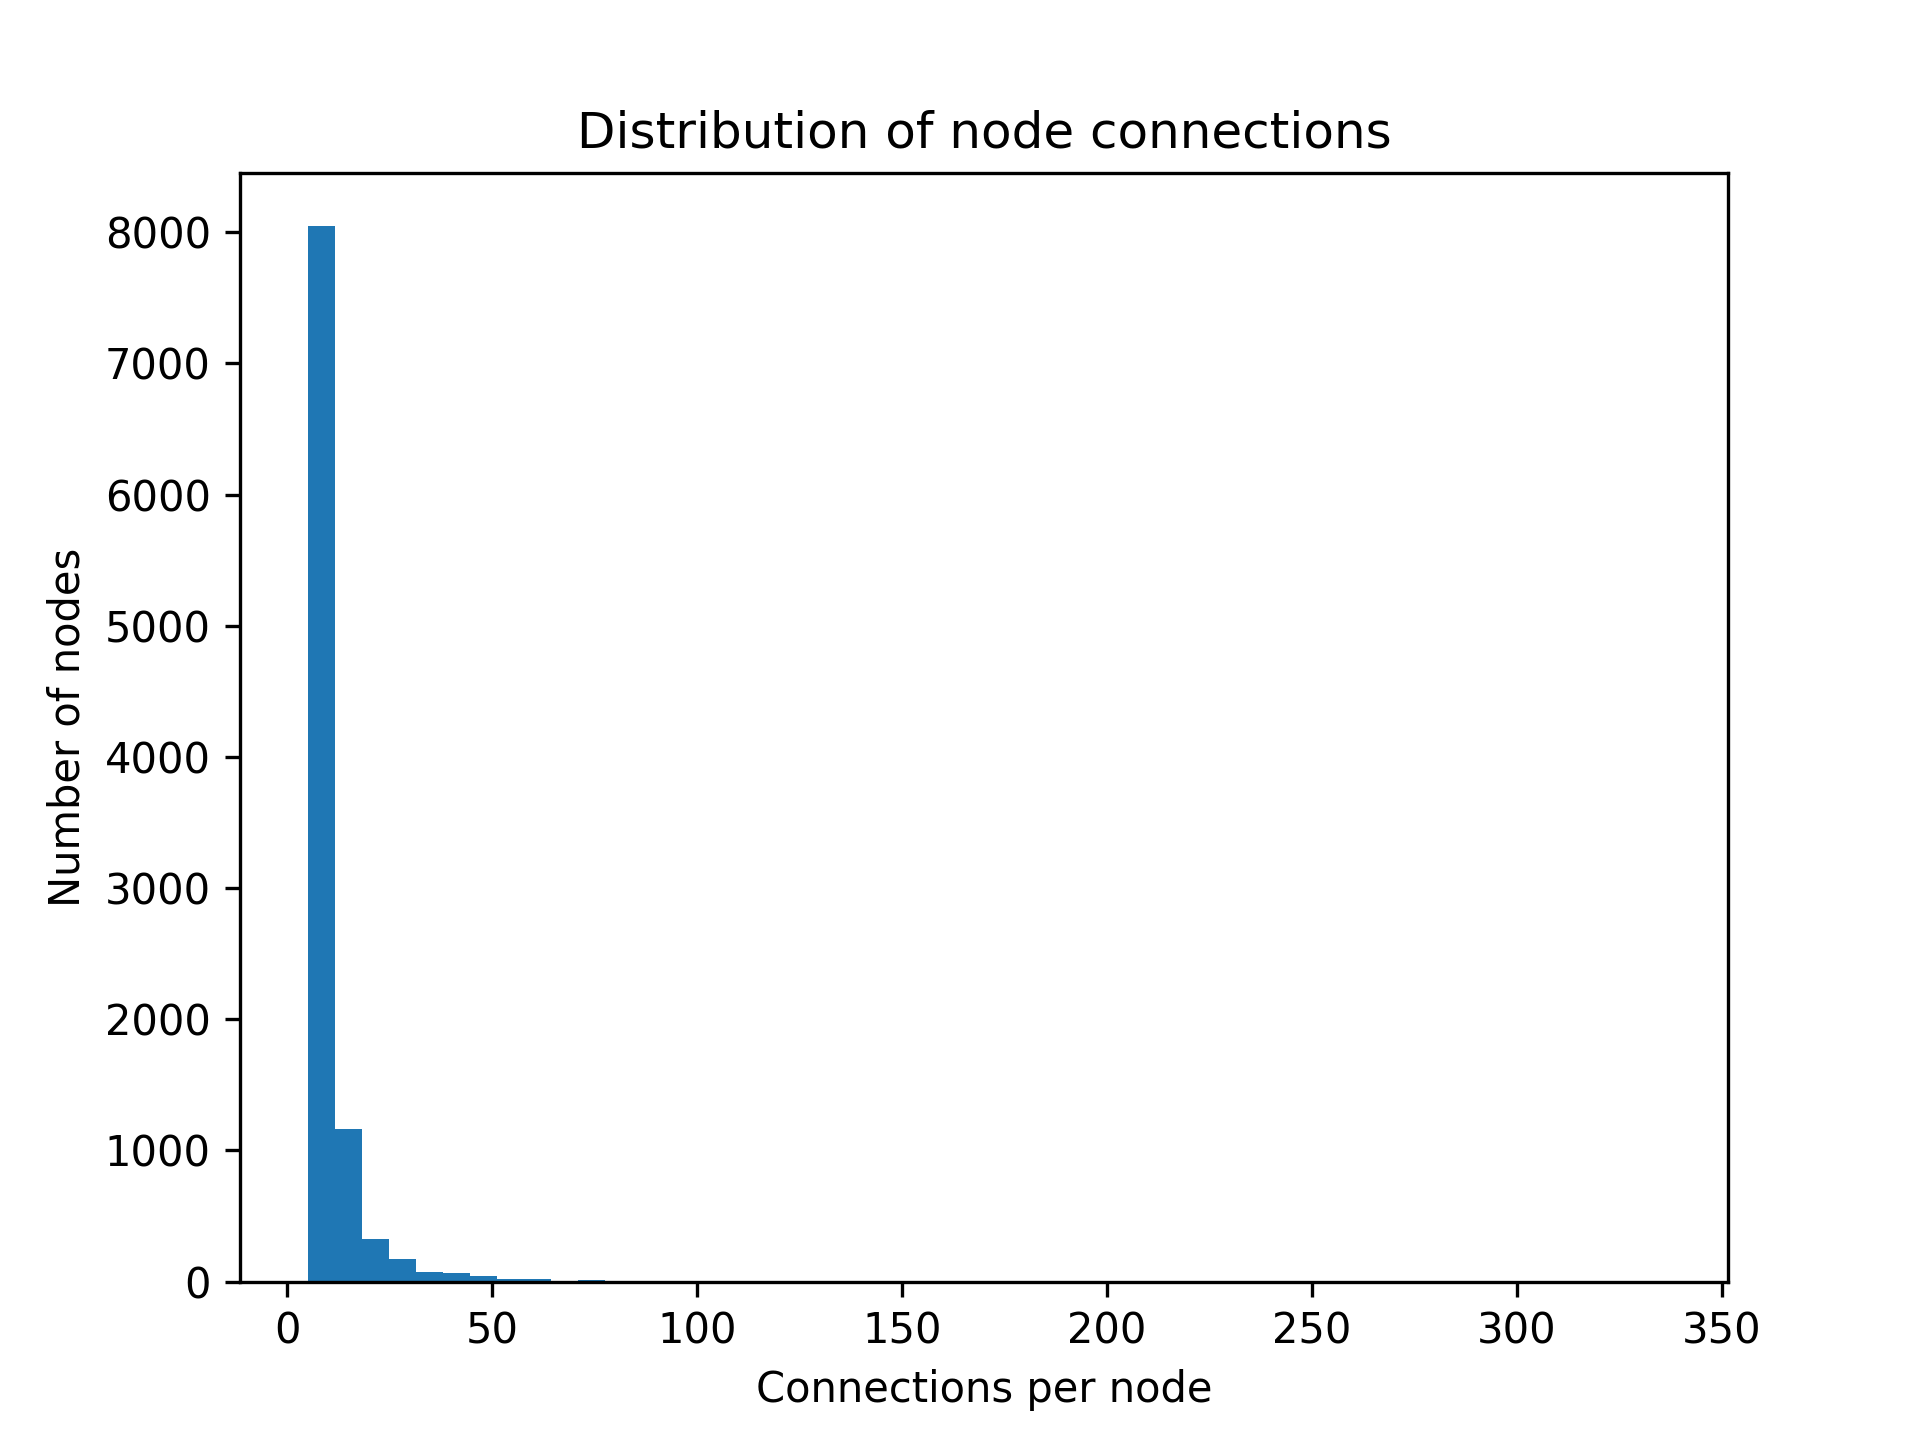 Distribution of node connections
8000
7000
6000
5000
4000
3000
2000
1000
0
Number of nodes
0 50 100 150 200 250 300 350
Connections per node